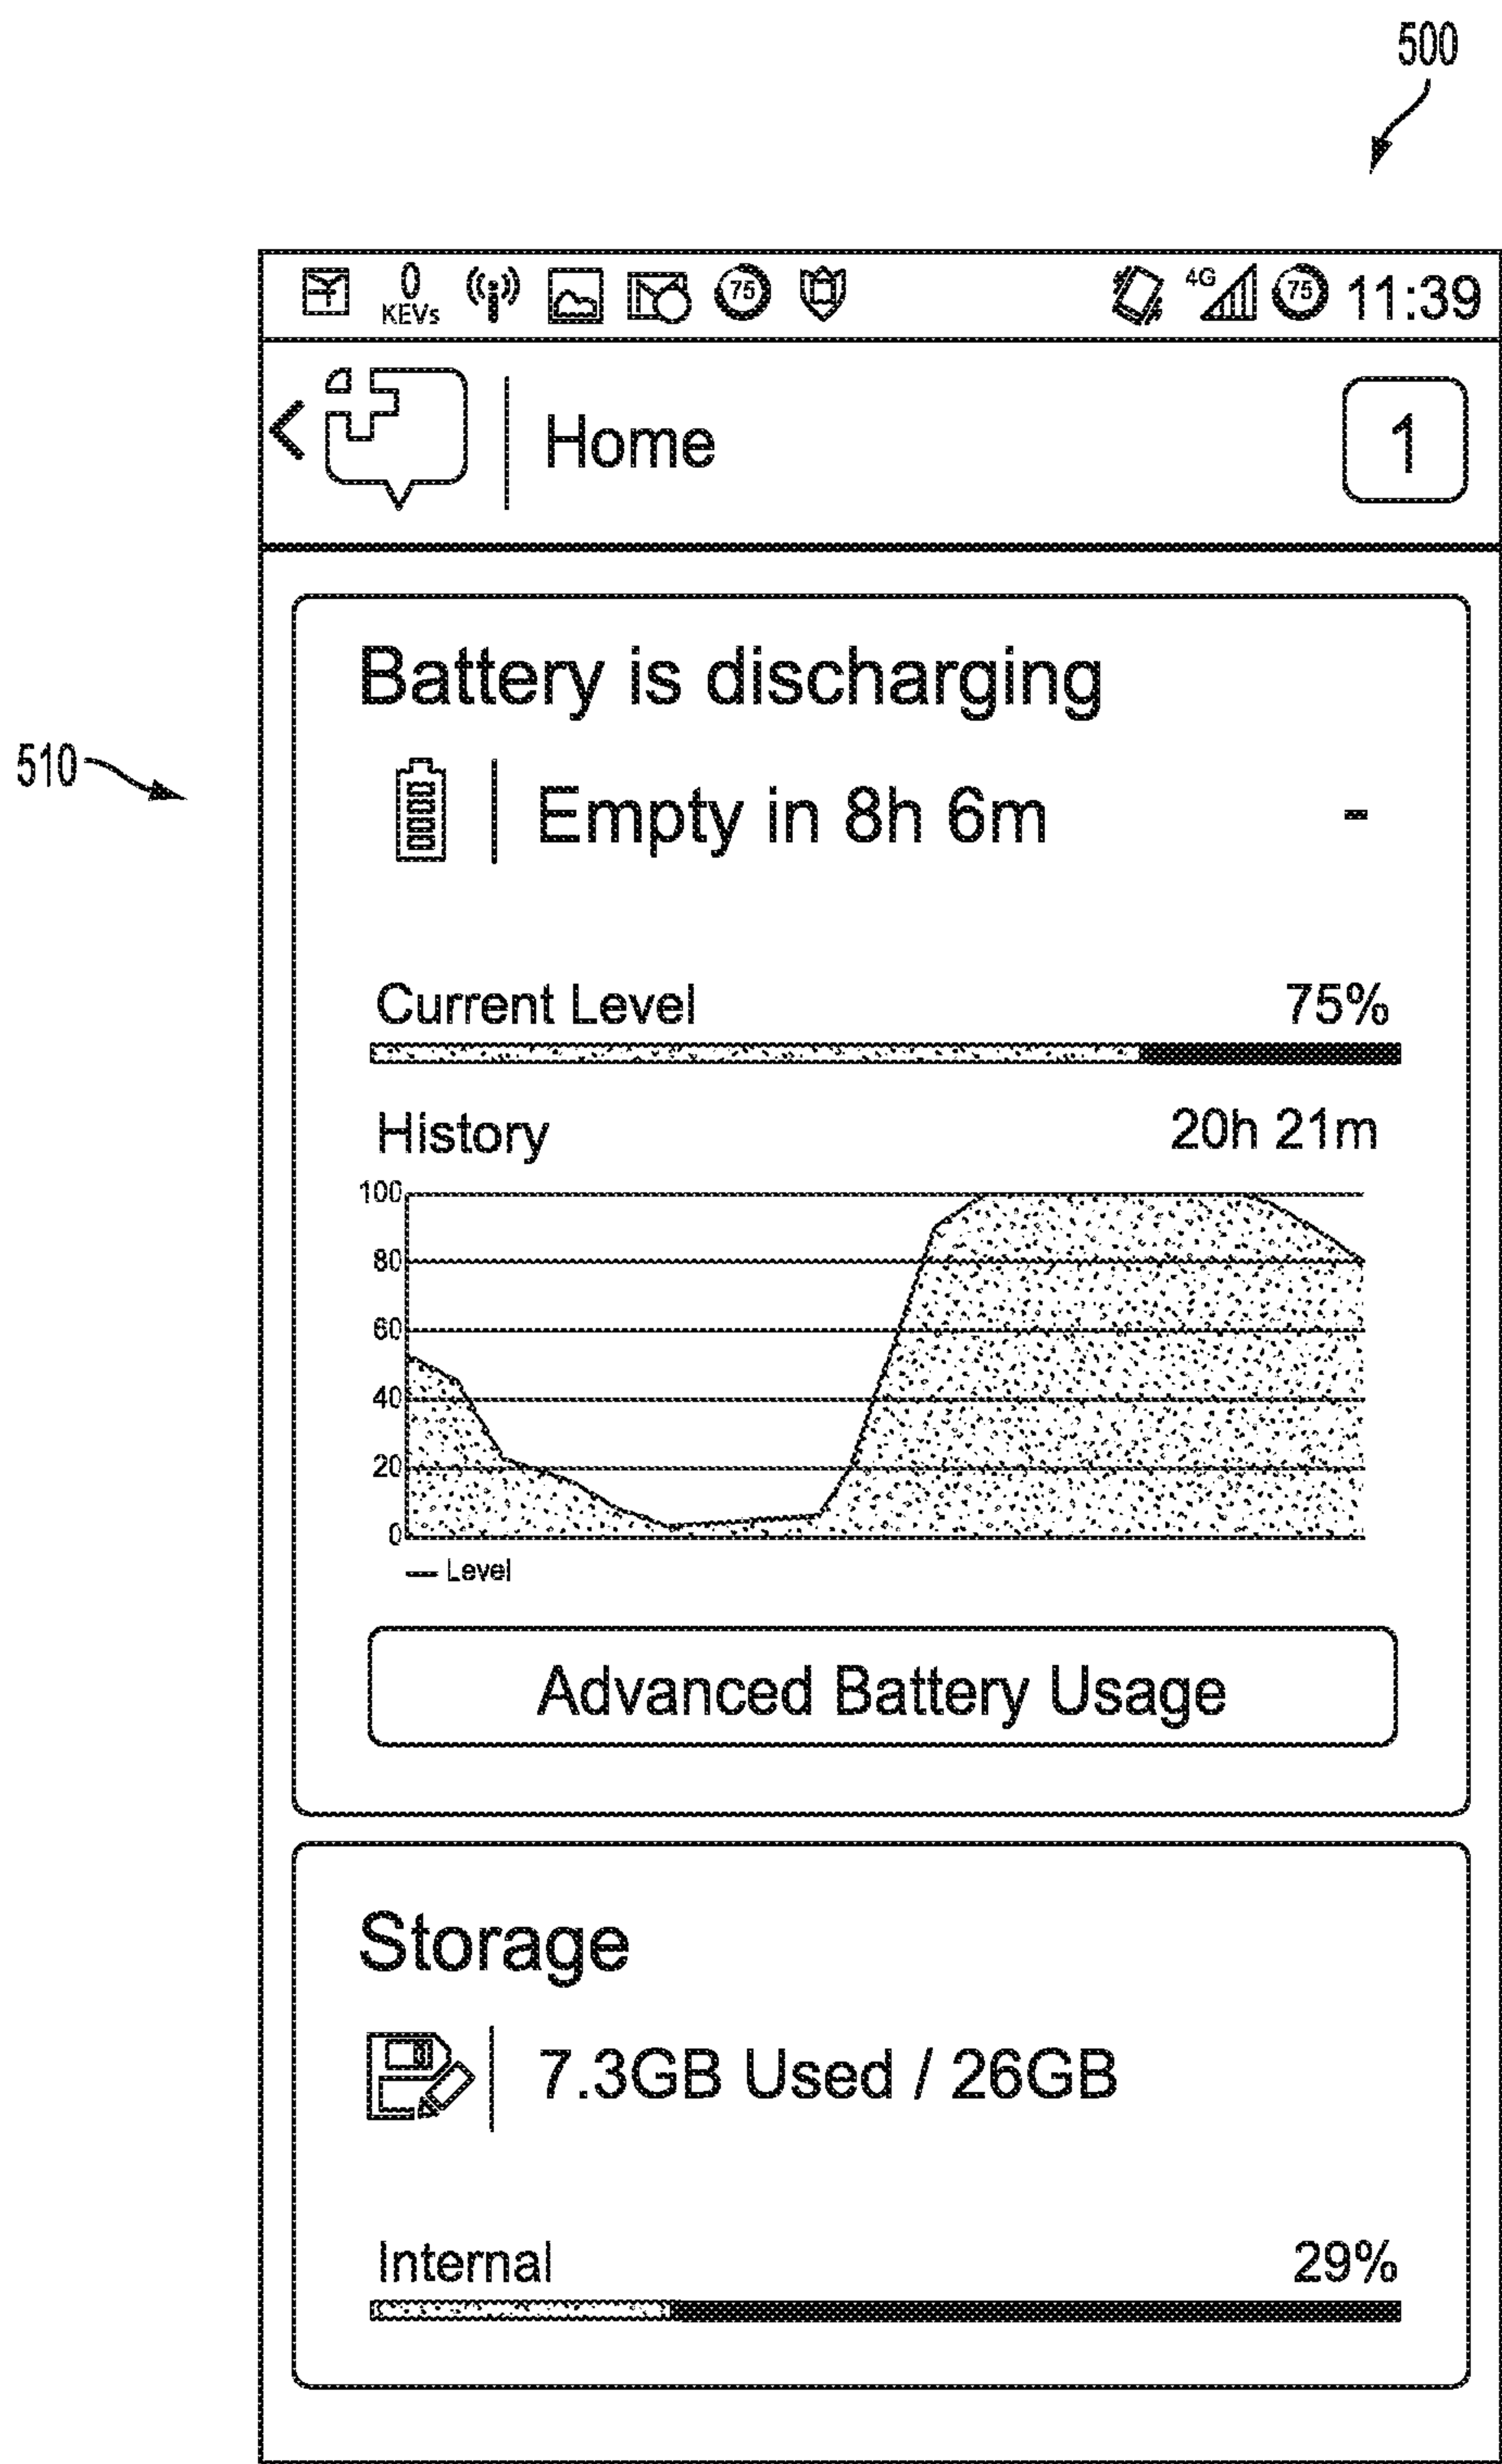 500
0 KEVs 75 4G 75 11:39
Home 1
Battery is discharging
510
Empty in 8h 6m -
Current Level 75%
History 20h 21m
100
80
60
40
20
0
Level
Advanced Battery Usage
Storage
7.3GB Used / 26GB
Internal 29%